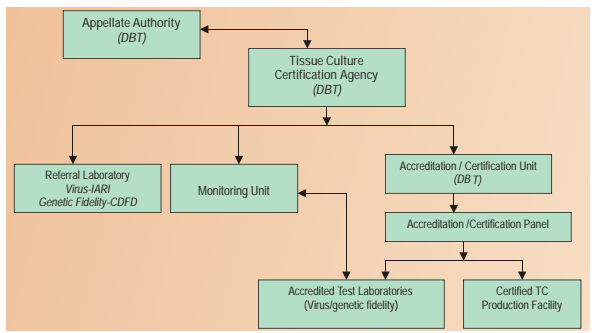 Appellate Authority
(DBT)
Tissue Culture
Certification Agency
(DBT)
Referral Laboratory
Virus-IARI
Genetic Fidelity-CDFD
Monitoring Unit
Accreditation / Certification Unit
(DBT)
Accreditation /Certification Panel
Accredited Test Laboratories
(Virus/genetic fidelity)
Certified TC
Production Facility